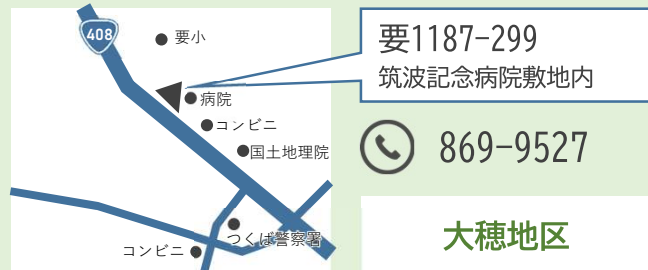 408
要小
病院
コンビニ
国土地理院
つくば警察署
コンビニ
要1187-299
筑波記念病院敷地内
869-9527
大穂地区